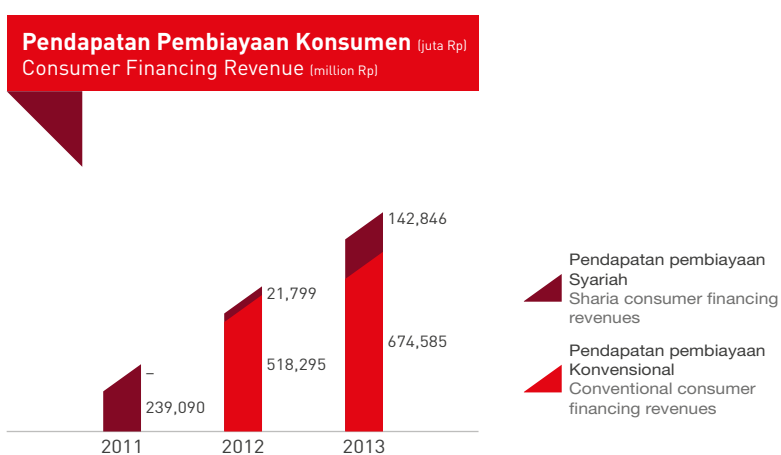 Pendapatan Pembiayaan Konsumen (juta Rp)
Consumer Financing Revenue (million Rp)
142,846
21,799
674,585
518,295
–
239,090
2011 2012 2013
Pendapatan pembiayaan
Syariah
Sharia consumer financing
revenues
Pendapatan pembiayaan
Konvensional
Conventional consumer
financing revenues